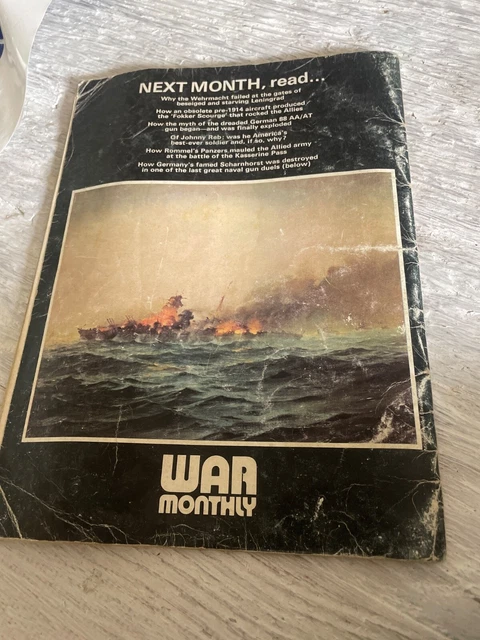 NEXT MONTH, read...
Why the Wehrmacht failed at the gates of
beseiged and starving Leningrad
How an obsolete pre-1914 aircraft produced
the 'Fokker Scourge' that rocked the Allies
How the myth of the dreaded German 88 AA/AT
gun began—and was finally exploded
Of Johnny Reb: was he America's
best-ever soldier and, if so, why?
How Rommel's Panzers mauled the Allied army
at the battle of the Kasserine Pass
How Germany's famed Scharnhorst was destroyed
in one of the last great naval gun duels (below)
WAR
MONTHLY